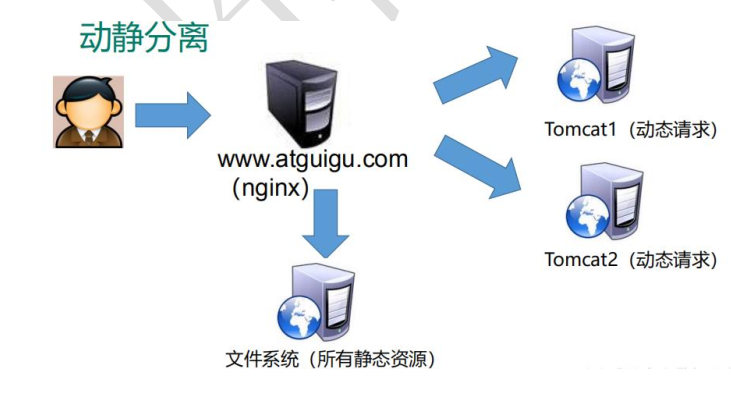 动静分离
www.atguigu.com
（nginx）
Tomcat1（动态请求）
Tomcat2（动态请求）
文件系统（所有静态资源）